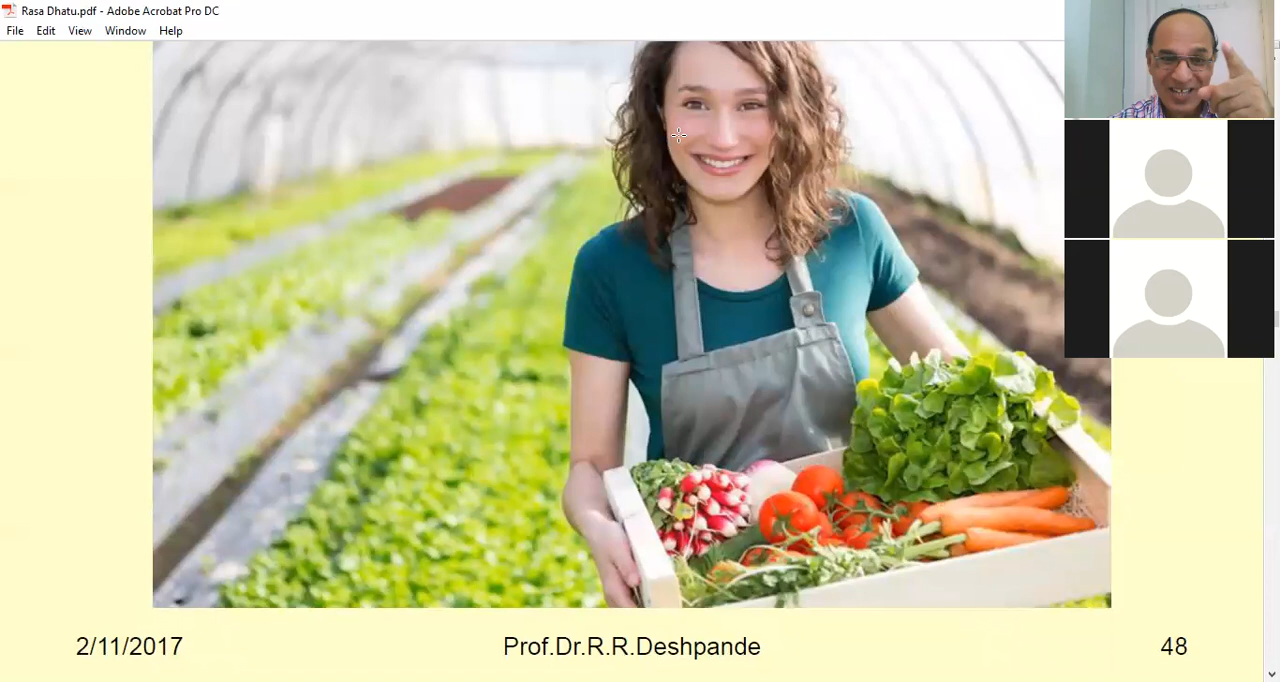 Rasa Dhatu.pdf - Adobe Acrobat Pro DC
File Edit View Window Help
2/11/2017 Prof.Dr.R.R.Deshpande 48